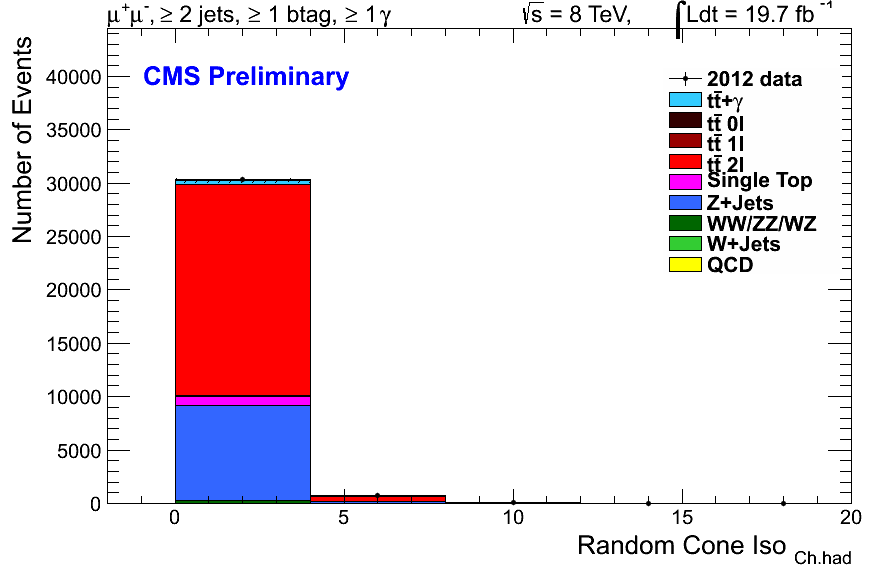 μ⁺μ⁻, ≥ 2 jets, ≥ 1 btag, ≥ 1 γ
√s = 8 TeV, ∫Ldt = 19.7 fb⁻¹
CMS Preliminary
2012 data
tt̄+γ
tt̄ 0l
tt̄ 1l
tt̄ 2l
Single Top
Z+Jets
WW/ZZ/WZ
W+Jets
QCD
Number of Events
40000
35000
30000
25000
20000
15000
10000
5000
0
0 5 10 15 20
Random Cone Iso Ch.had